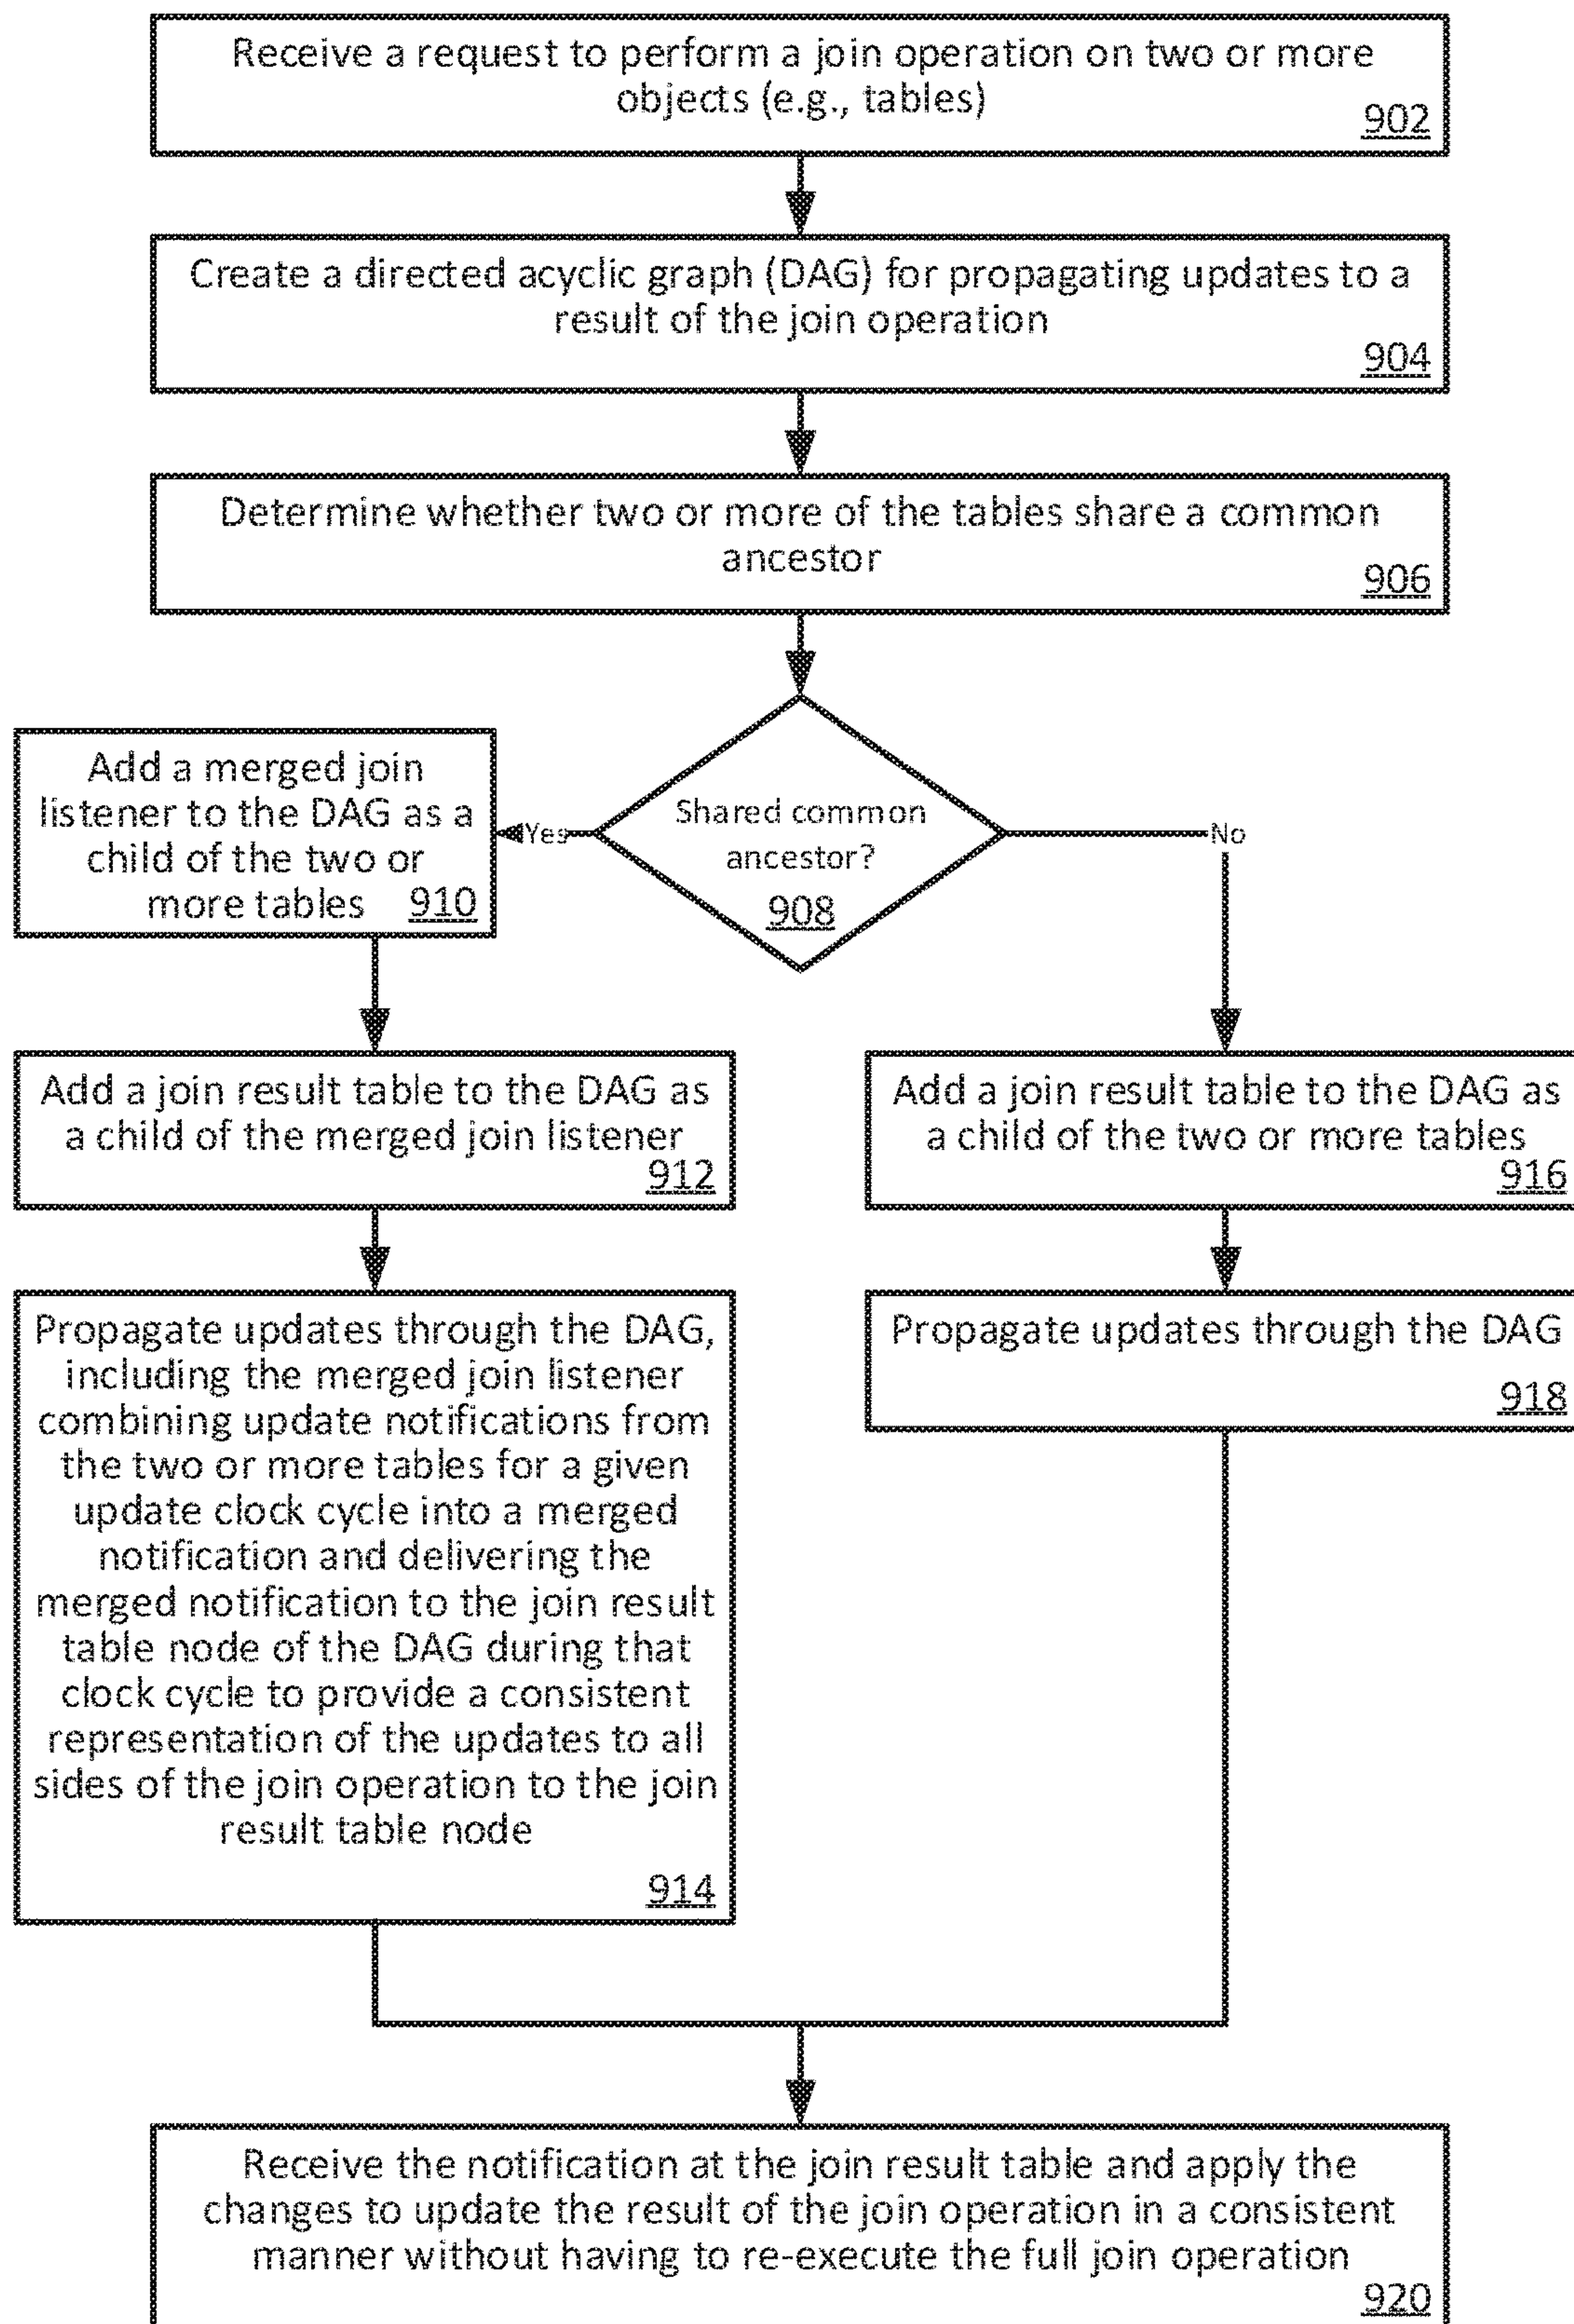 Receive a request to perform a join operation on two or more
objects (e.g., tables)
902
Create a directed acyclic graph (DAG) for propagating updates to a
result of the join operation
904
Determine whether two or more of the tables share a common
ancestor
906
Shared common
ancestor?
908
Yes
No
Add a merged join
listener to the DAG as a
child of the two or
more tables 910
Add a join result table to the DAG as
a child of the merged join listener
912
Propagate updates through the DAG,
including the merged join listener
combining update notifications from
the two or more tables for a given
update clock cycle into a merged
notification and delivering the
merged notification to the join result
table node of the DAG during that
clock cycle to provide a consistent
representation of the updates to all
sides of the join operation to the join
result table node
914
Add a join result table to the DAG as
a child of the two or more tables
916
Propagate updates through the DAG
918
Receive the notification at the join result table and apply the
changes to update the result of the join operation in a consistent
manner without having to re-execute the full join operation
920